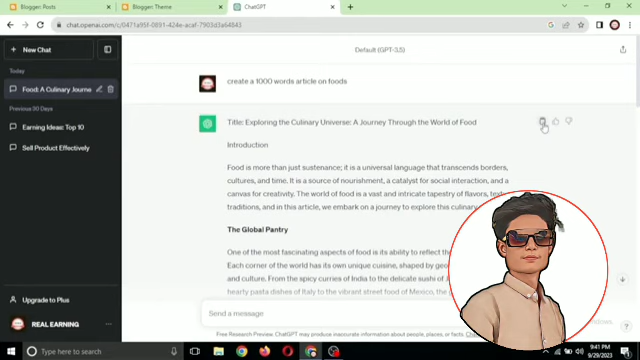 Blogger: Posts
Blogger: Theme
ChatGPT
chat.openai.com/c/0471a95f-0891-424e-acaf-7903d3a64843
New Chat
Default (GPT-3.5)
Today
Food: A Culinary Journe
Previous 30 Days
Earning Ideas: Top 10
Sell Product Effectively
create a 1000 words article on foods
Title: Exploring the Culinary Universe: A Journey Through the World of Food
Introduction
Food is more than just sustenance; it is a universal language that transcends borders,
cultures, and time. It is a source of nourishment, a catalyst for social interaction, and a
canvas for creativity. The world of food is a vast and intricate tapestry of flavors,
traditions, and in this article, we embark on a journey to explore this culinary
The Global Pantry
One of the most fascinating aspects of food is its ability to reflect
Each corner of the world has its own unique cuisine, shaped by
and culture. From the spicy curries of India to the delicate sushi of
hearty pasta dishes of Italy to the vibrant street food of Mexico, the
Send a message
Free Research Preview. ChatGPT may produce inaccurate information about people, places, or facts.
Upgrade to Plus
REAL EARNING
Type here to search
9:41 PM
9/29/2023